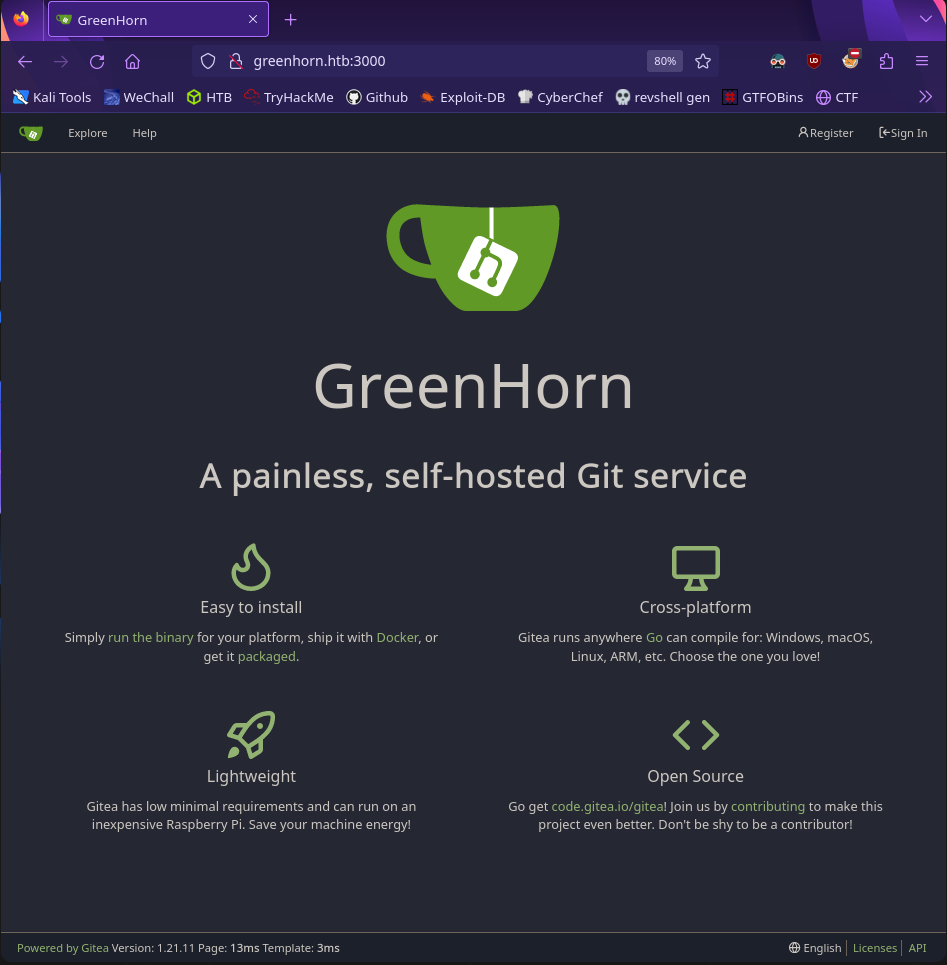 GreenHorn
greenhorn.htb:3000
80%
Kali Tools WeChall HTB TryHackMe Github Exploit-DB CyberChef revshell gen GTFOBins CTF
Explore Help Register Sign In
GreenHorn
A painless, self-hosted Git service
Easy to install
Simply run the binary for your platform, ship it with Docker, or
get it packaged.
Cross-platform
Gitea runs anywhere Go can compile for: Windows, macOS,
Linux, ARM, etc. Choose the one you love!
Lightweight
Gitea has low minimal requirements and can run on an
inexpensive Raspberry Pi. Save your machine energy!
Open Source
Go get code.gitea.io/gitea! Join us by contributing to make this
project even better. Don't be shy to be a contributor!
Powered by Gitea Version: 1.21.11 Page: 13ms Template: 3ms
English Licenses API